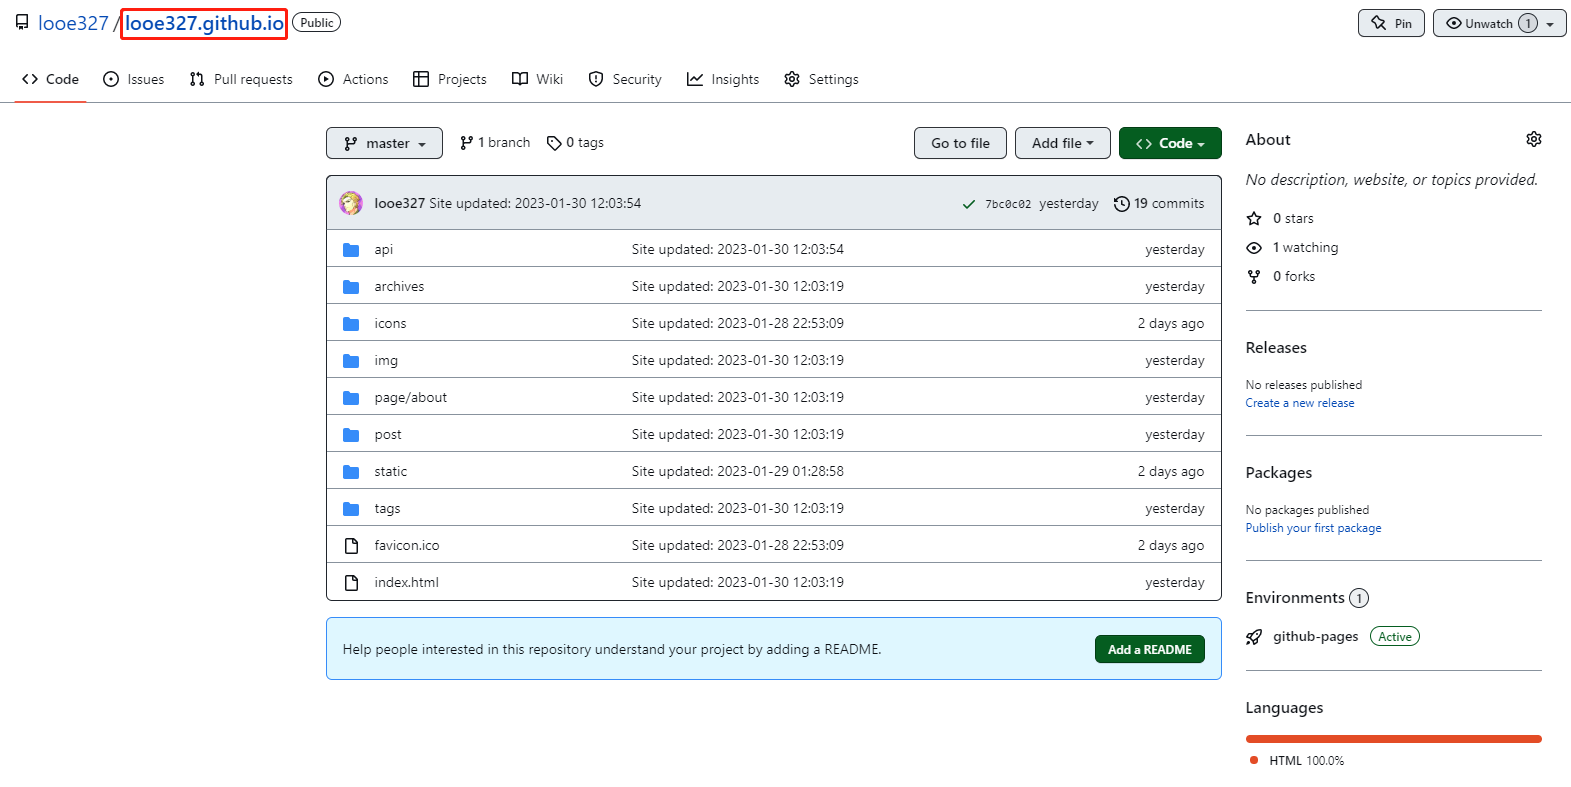 looe327 / looe327.github.io Public Pin Unwatch 1
Code Issues Pull requests Actions Projects Wiki Security Insights Settings
master 1 branch 0 tags Go to file Add file Code
looe327 Site updated: 2023-01-30 12:03:54 7bc0c02 yesterday 19 commits
api Site updated: 2023-01-30 12:03:54 yesterday
archives Site updated: 2023-01-30 12:03:19 yesterday
icons Site updated: 2023-01-28 22:53:09 2 days ago
img Site updated: 2023-01-30 12:03:19 yesterday
page/about Site updated: 2023-01-30 12:03:19 yesterday
post Site updated: 2023-01-30 12:03:19 yesterday
static Site updated: 2023-01-29 01:28:58 2 days ago
tags Site updated: 2023-01-30 12:03:19 yesterday
favicon.ico Site updated: 2023-01-28 22:53:09 2 days ago
index.html Site updated: 2023-01-30 12:03:19 yesterday
Help people interested in this repository understand your project by adding a README. Add a README
About
No description, website, or topics provided.
0 stars
1 watching
0 forks
Releases
No releases published
Create a new release
Packages
No packages published
Publish your first package
Environments 1
github-pages Active
Languages
HTML 100.0%